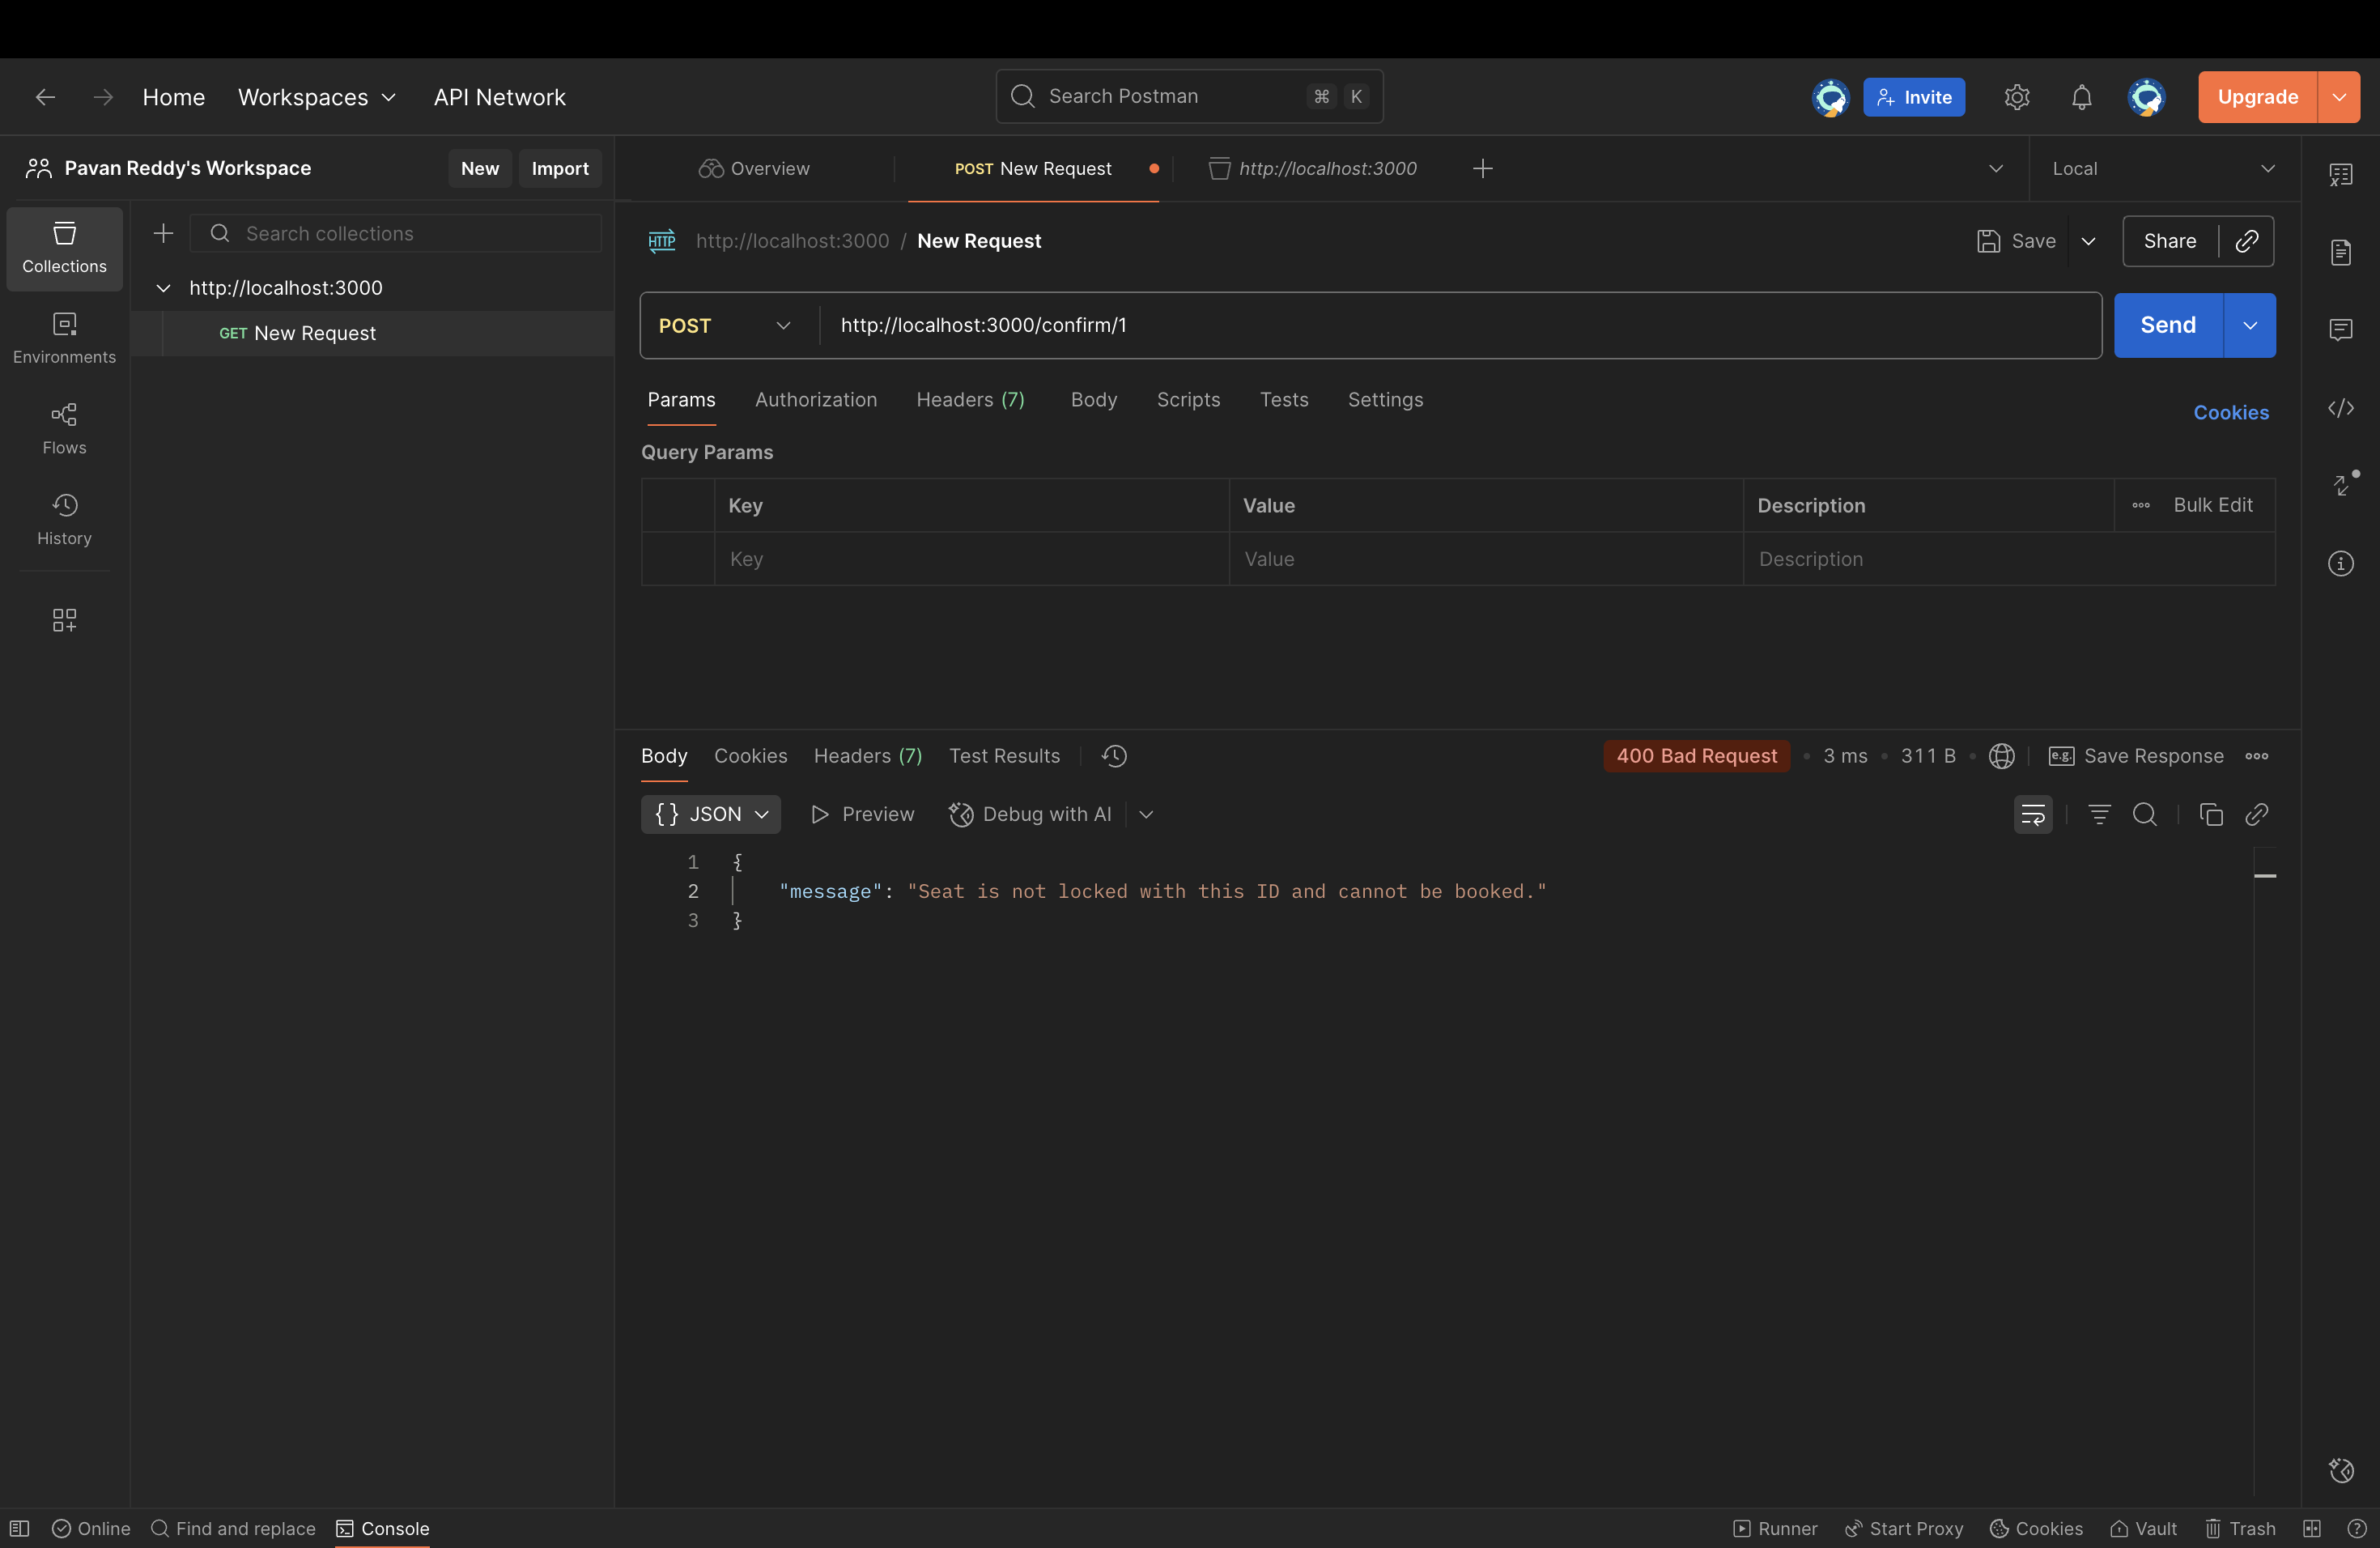 Home Workspaces API Network Search Postman ⌘ K Invite Upgrade
Pavan Reddy's Workspace New Import
Overview POST New Request http://localhost:3000 Local
Collections
Environments
Flows
History
Search collections
http://localhost:3000
GET New Request
HTTP http://localhost:3000 / New Request Save Share
POST http://localhost:3000/confirm/1 Send
Params Authorization Headers (7) Body Scripts Tests Settings Cookies
Query Params
Key Value Description Bulk Edit
Key Value Description
Body Cookies Headers (7) Test Results 400 Bad Request • 3 ms • 311 B • e.g. Save Response
{} JSON Preview Debug with AI
1 {
2 "message": "Seat is not locked with this ID and cannot be booked."
3 }
Online Find and replace Console Runner Start Proxy Cookies Vault Trash